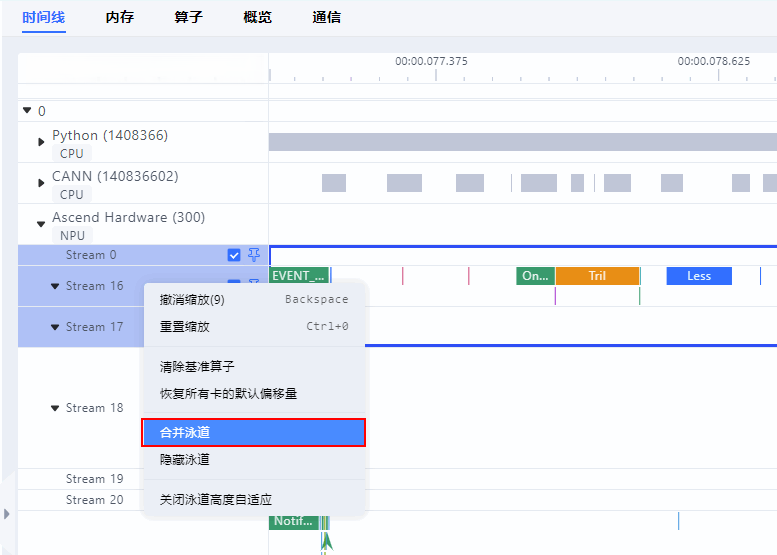 时间线 内存 算子 概览 通信
00:00.077.375 00:00.078.625
0
Python (1408366)
CPU
CANN (140836602)
CPU
Ascend Hardware (300)
NPU
Stream 0
Stream 16 EVENT_... On... Tril Less
撤消缩放(9) Backspace
Stream 17 重置缩放 Ctrl+0
清除基准算子
恢复所有卡的默认偏移量
Stream 18
合并泳道
隐藏泳道
Stream 19
Stream 20 关闭泳道高度自适应
Notif...